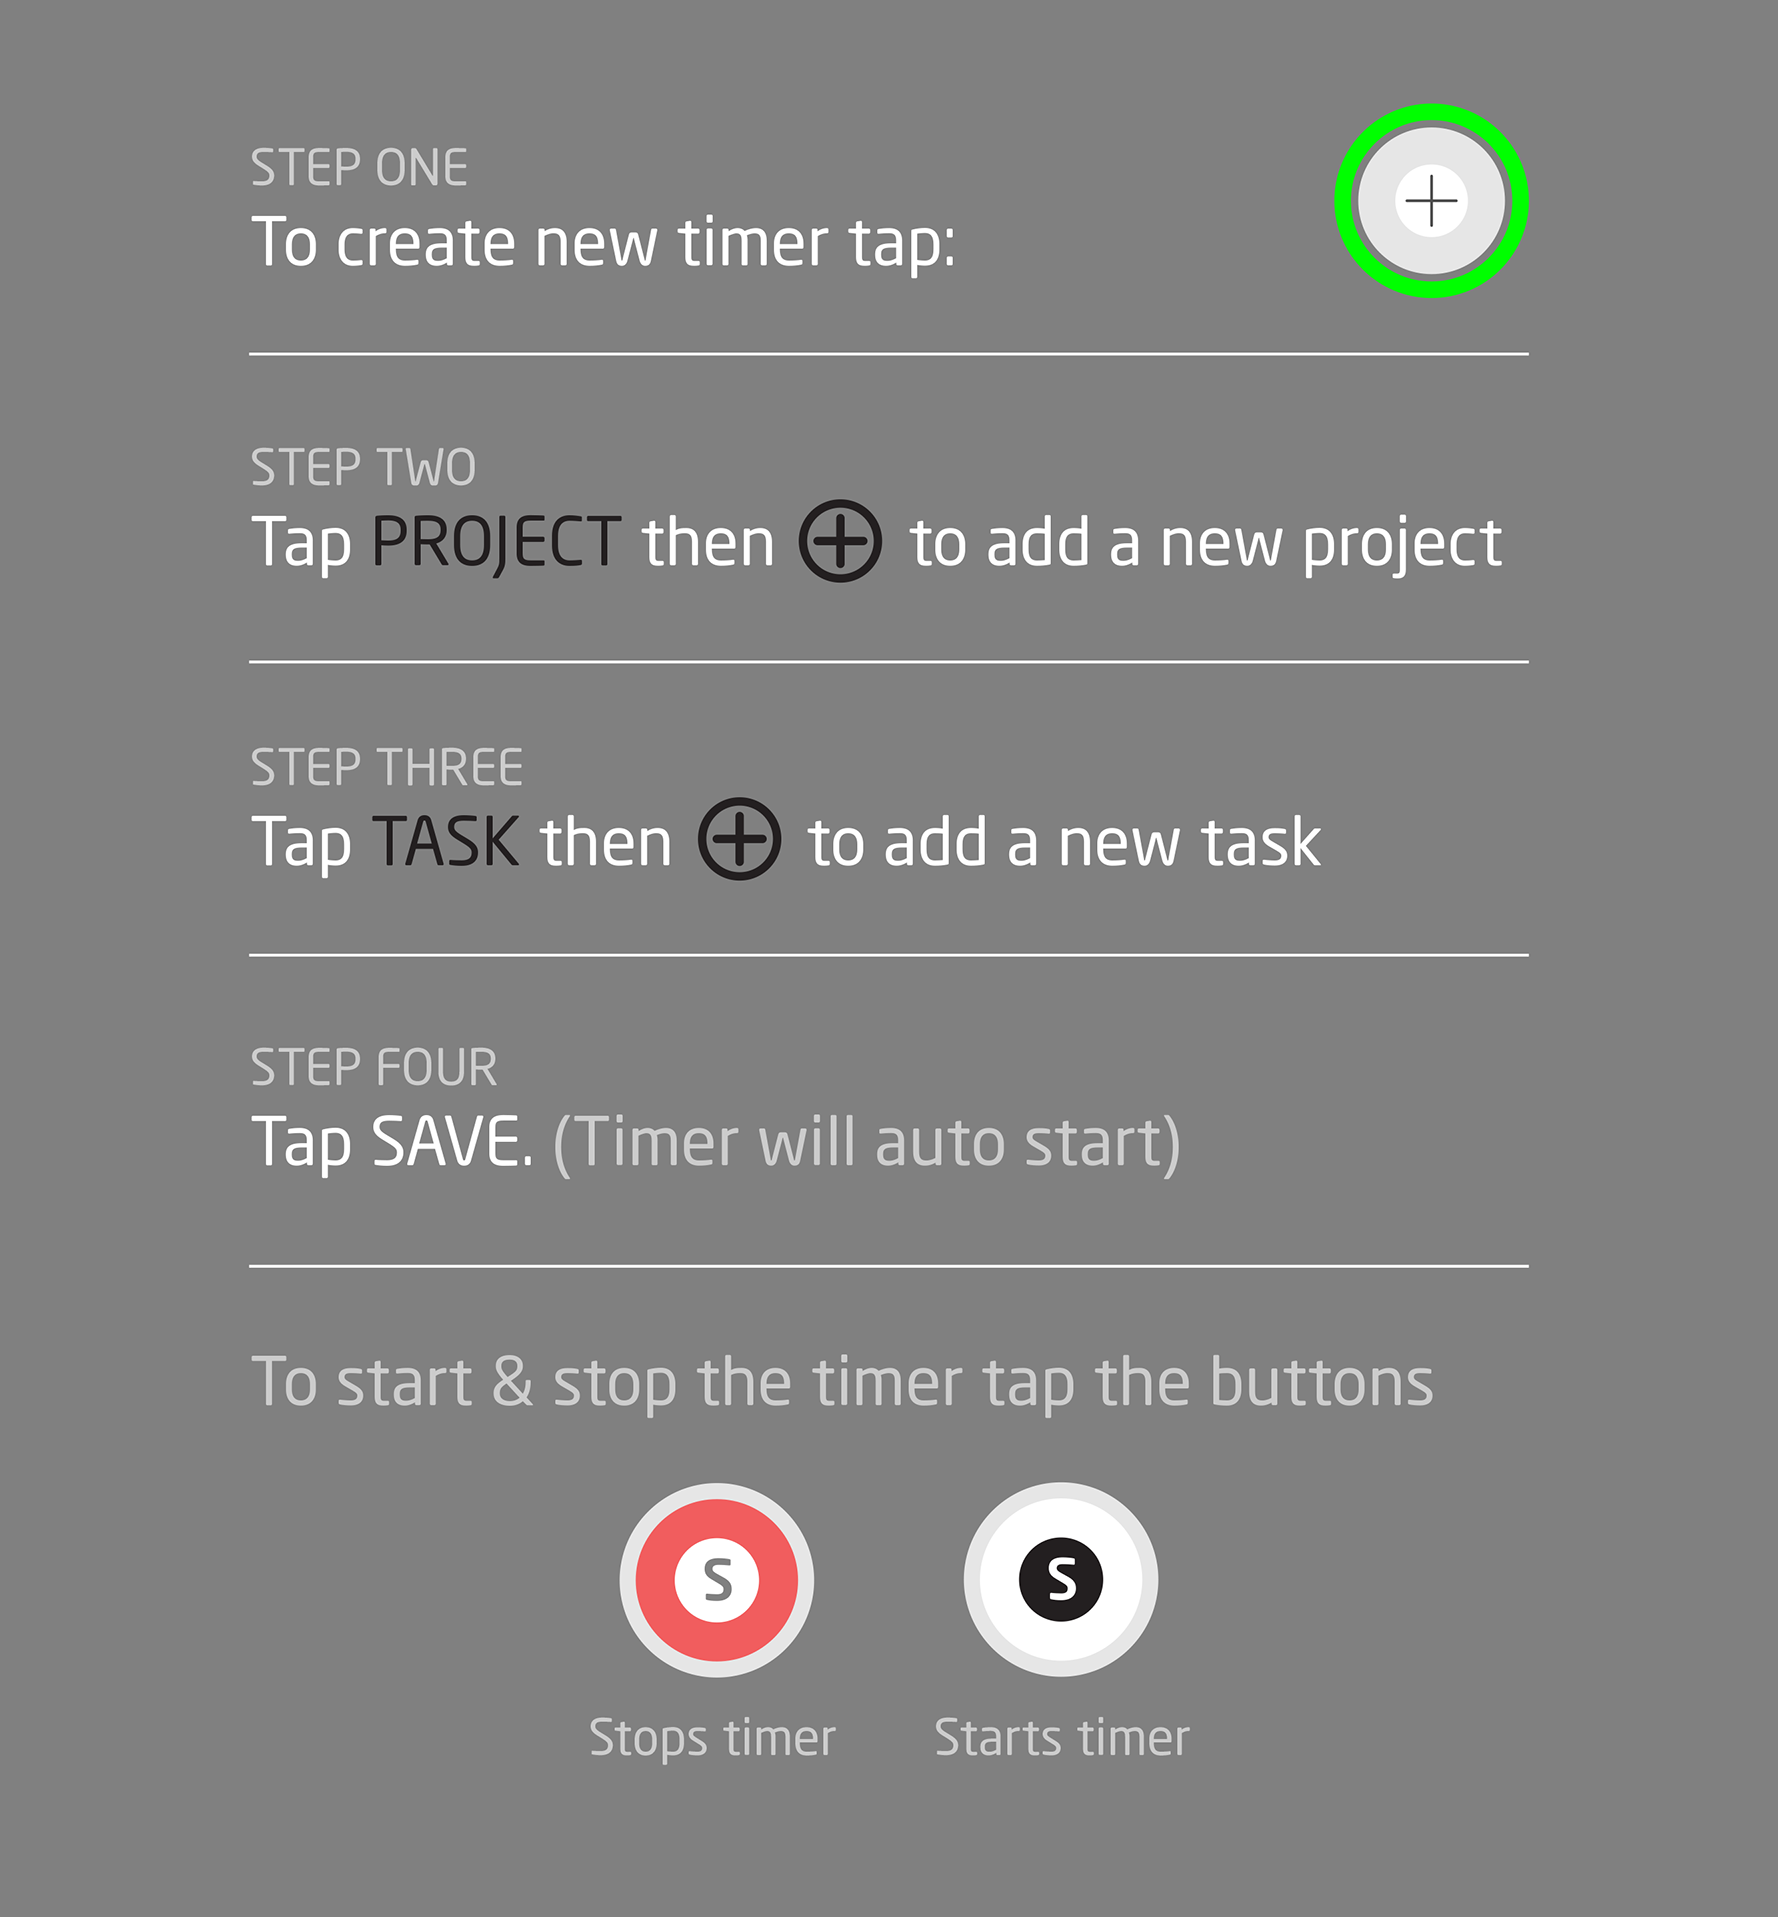 STEP ONE
To create new timer tap:
STEP TWO
Tap PROJECT then to add a new project
STEP THREE
Tap TASK then to add a new task
STEP FOUR
Tap SAVE. (Timer will auto start)
To start & stop the timer tap the buttons
S S
Stops timer Starts timer